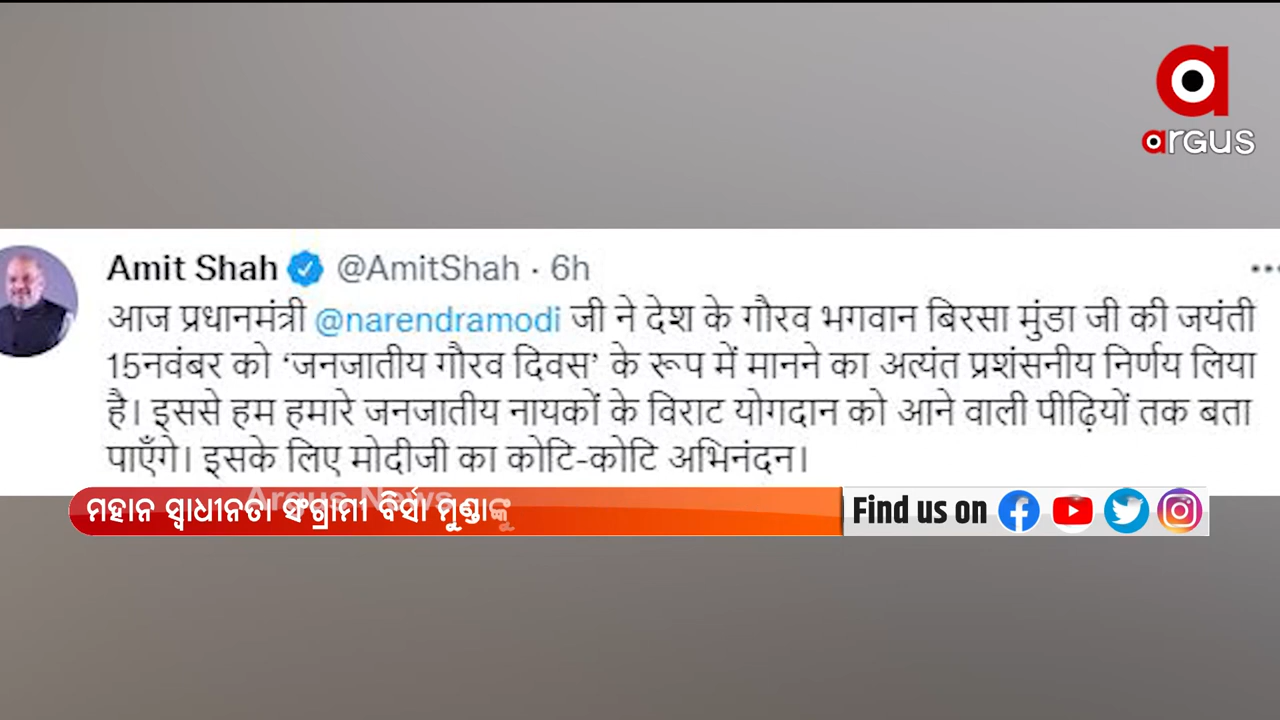 argus
Amit Shah @AmitShah · 6h
आज प्रधानमंत्री @narendramodi जी ने देश के गौरव भगवान बिरसा मुंडा जी की जयंती
15नवंबर को ‘जनजातीय गौरव दिवस’ के रूप में मानने का अत्यंत प्रशंसनीय निर्णय लिया
है। इससे हम हमारे जनजातीय नायकों के विराट योगदान को आने वाली पीढ़ियों तक बता
पाएँगे। इसके लिए मोदीजी का कोटि-कोटि अभिनंदन।
Argus News
ମହାନ ସ୍ୱାଧୀନତା ସଂଗ୍ରାମୀ ବିର୍ସା ମୁଣ୍ଡାଙ୍କୁ
Find us on